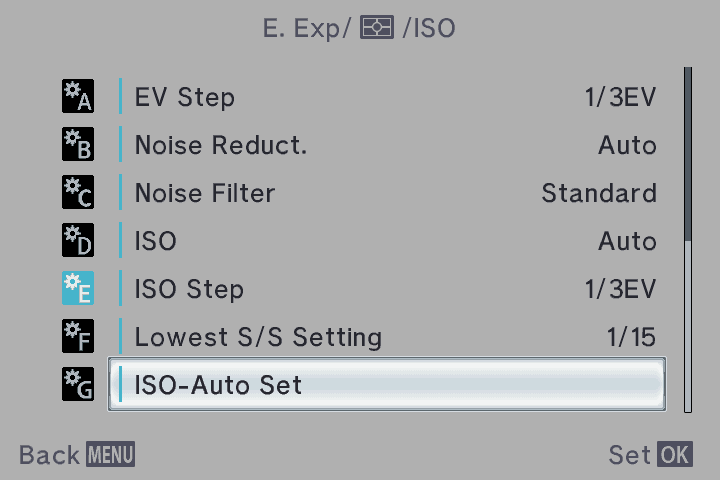 E. Exp/ /ISO
A EV Step 1/3EV
B Noise Reduct. Auto
C Noise Filter Standard
D ISO Auto
E ISO Step 1/3EV
F Lowest S/S Setting 1/15
G ISO-Auto Set
Back MENU Set OK